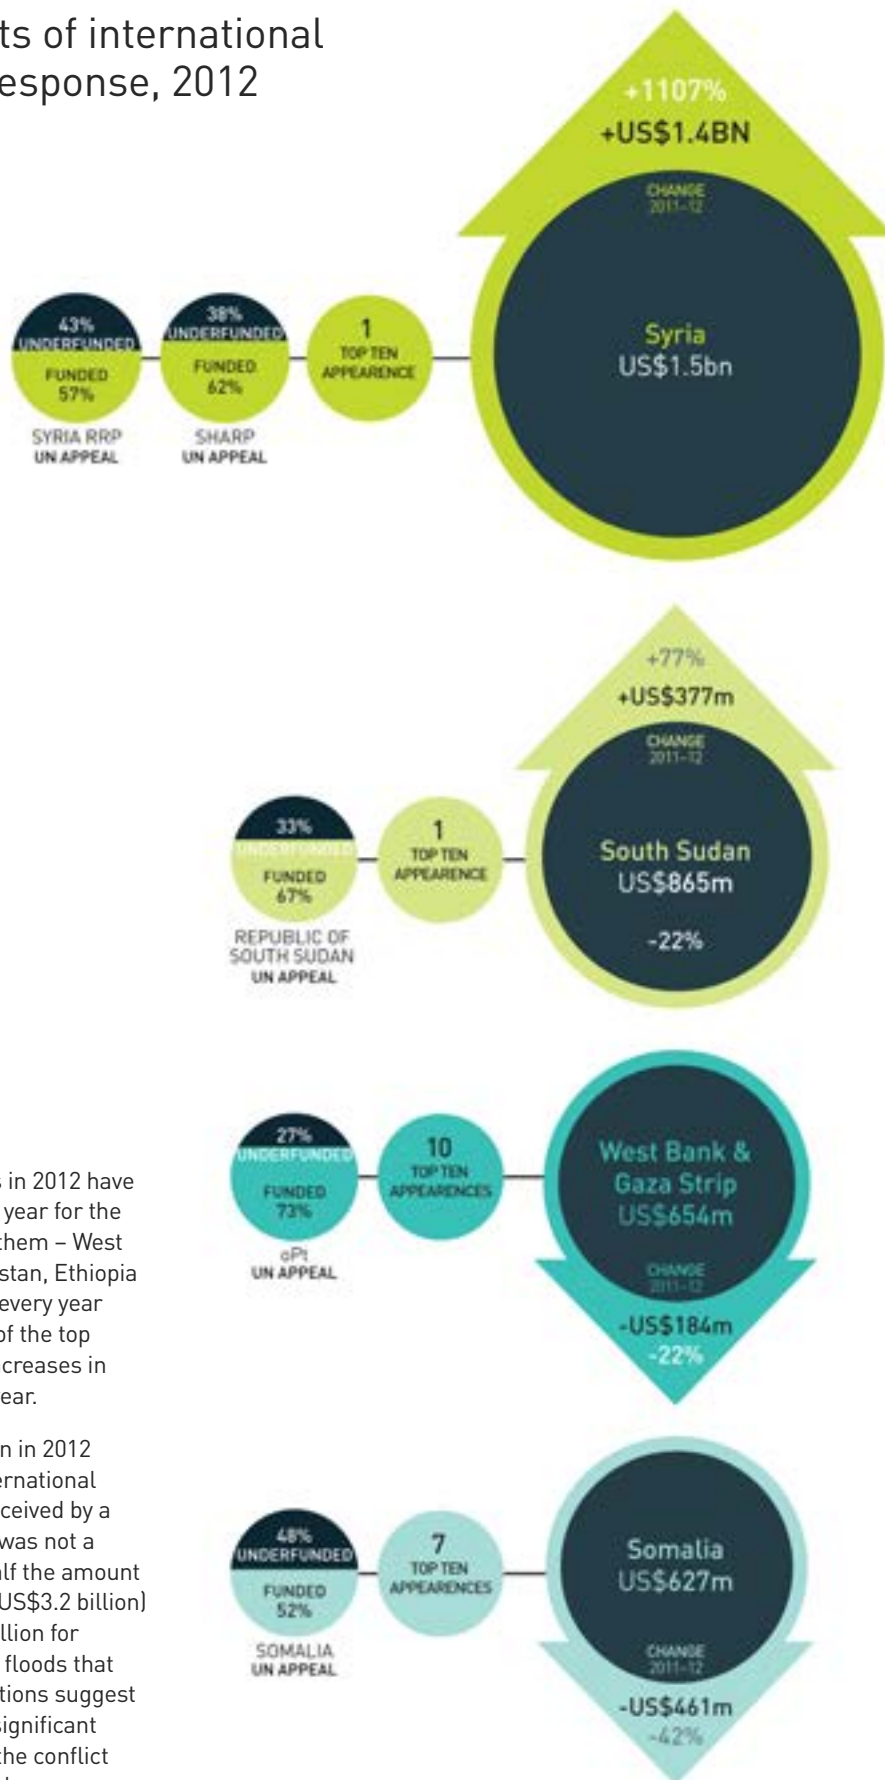 ts of international
esponse, 2012
+1107%
+US$1.4BN
CHANGE
2011–12
Syria
US$1.5bn
43%
UNDERFUNDED
FUNDED
57%
SYRIA RRP
UN APPEAL
38%
UNDERFUNDED
FUNDED
62%
SHARP
UN APPEAL
1
TOP TEN
APPEARENCE
+77%
+US$377m
CHANGE
2011–12
South Sudan
US$865m
-22%
33%
UNDERFUNDED
FUNDED
67%
REPUBLIC OF
SOUTH SUDAN
UN APPEAL
1
TOP TEN
APPEARENCE
27%
UNDERFUNDED
FUNDED
73%
oPt
UN APPEAL
10
TOP TEN
APPEARENCES
West Bank &
Gaza Strip
US$654m
CHANGE
2011–12
-US$184m
-22%
48%
UNDERFUNDED
FUNDED
52%
SOMALIA
UN APPEAL
7
TOP TEN
APPEARENCES
Somalia
US$627m
CHANGE
2011–12
-US$461m
-42%
s in 2012 have
year for the
them – West
stan, Ethiopia
every year
of the top
creases in
ear.
n in 2012
ernational
ceived by a
was not a
alf the amount
US$3.2 billion)
llion for
floods that
tions suggest
significant
the conflict